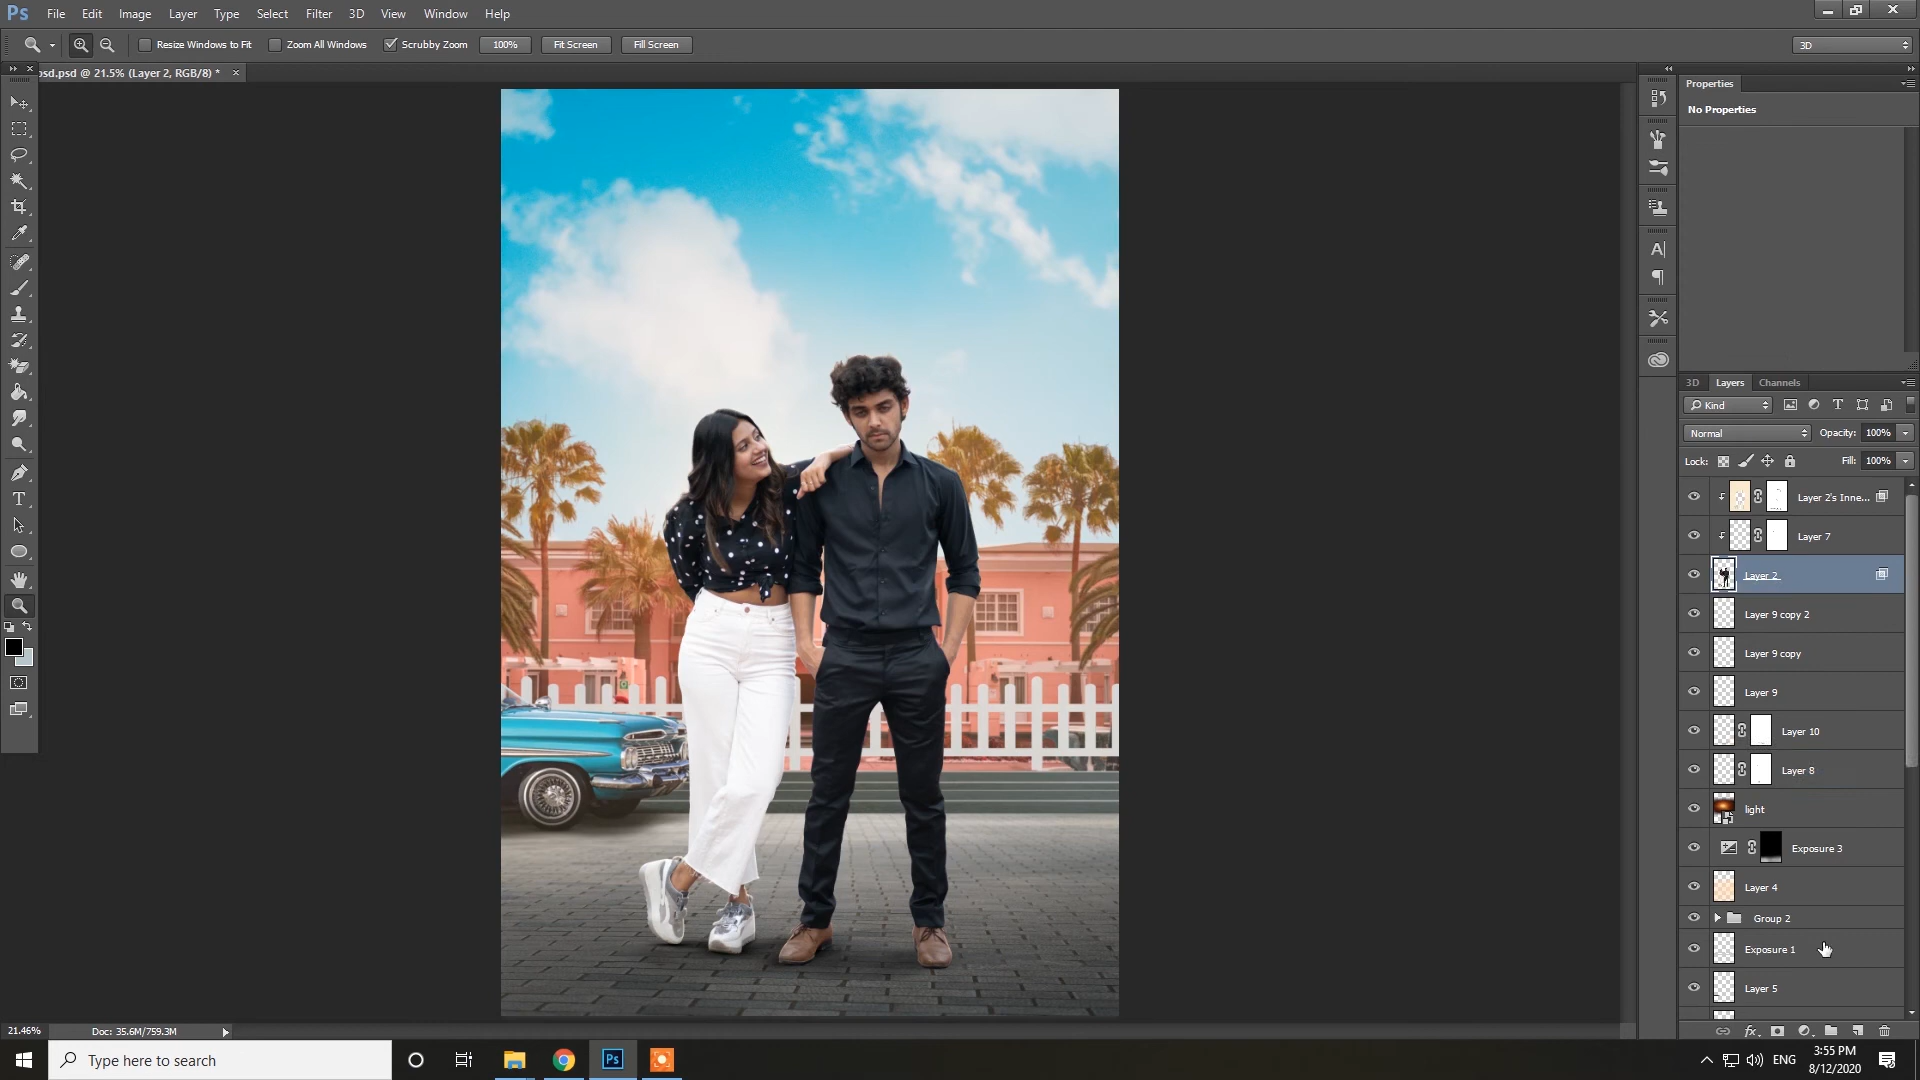 Ps File Edit Image Layer Type Select Filter 3D View Window Help
Resize Windows to Fit Zoom All Windows Scrubby Zoom 100% Fit Screen Fill Screen 3D
psd.psd @ 21.5% (Layer 2, RGB/8) * ×
Properties
No Properties
3D Layers Channels
Kind
Normal Opacity: 100%
Lock: Fill: 100%
Layer 2's Inne...
Layer 7
Layer 2
Layer 9 copy 2
Layer 9 copy
Layer 9
Layer 10
Layer 8
light
Exposure 3
Layer 4
Group 2
Exposure 1
Layer 5
21.46% Doc: 35.6M/759.3M
Type here to search
Ps
ENG
3:55 PM
8/12/2020